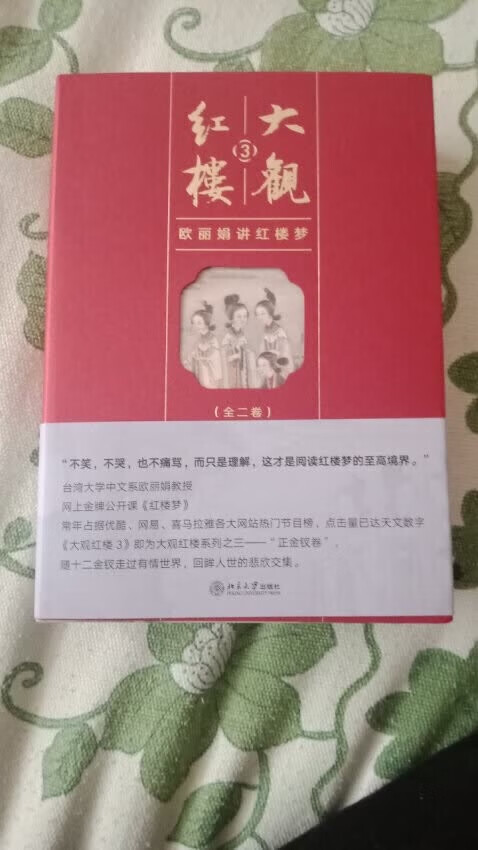 大观
红楼
(3)
欧丽娟讲红楼梦
(全二卷)
“不笑，不哭，也不痛骂，而只是理解，这才是阅读红楼梦的至高境界。”
台湾大学中文系欧丽娟教授
网上金牌公开课《红楼梦》
常年占据优酷、网易、喜马拉雅各大网站热门节目榜，点击量已达天文数字
《大观红楼3》即为大观红楼系列之三——“正金钗卷”，
随十二金钗走过有情世界，回眸人世的悲欣交集。
北京大学出版社
PEKING UNIVERSITY PRESS